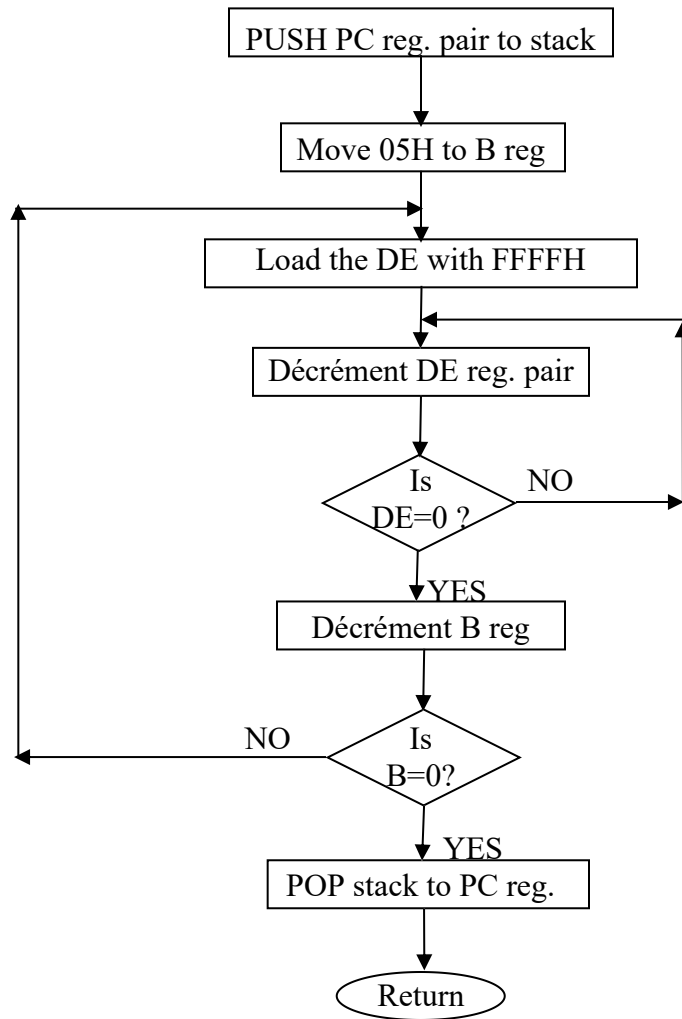 PUSH PC reg. pair to stack
Move 05H to B reg
Load the DE with FFFFH
Décrément DE reg. pair
Is
DE=0 ?
NO
YES
Décrément B reg
NO
Is
B=0?
YES
POP stack to PC reg.
Return